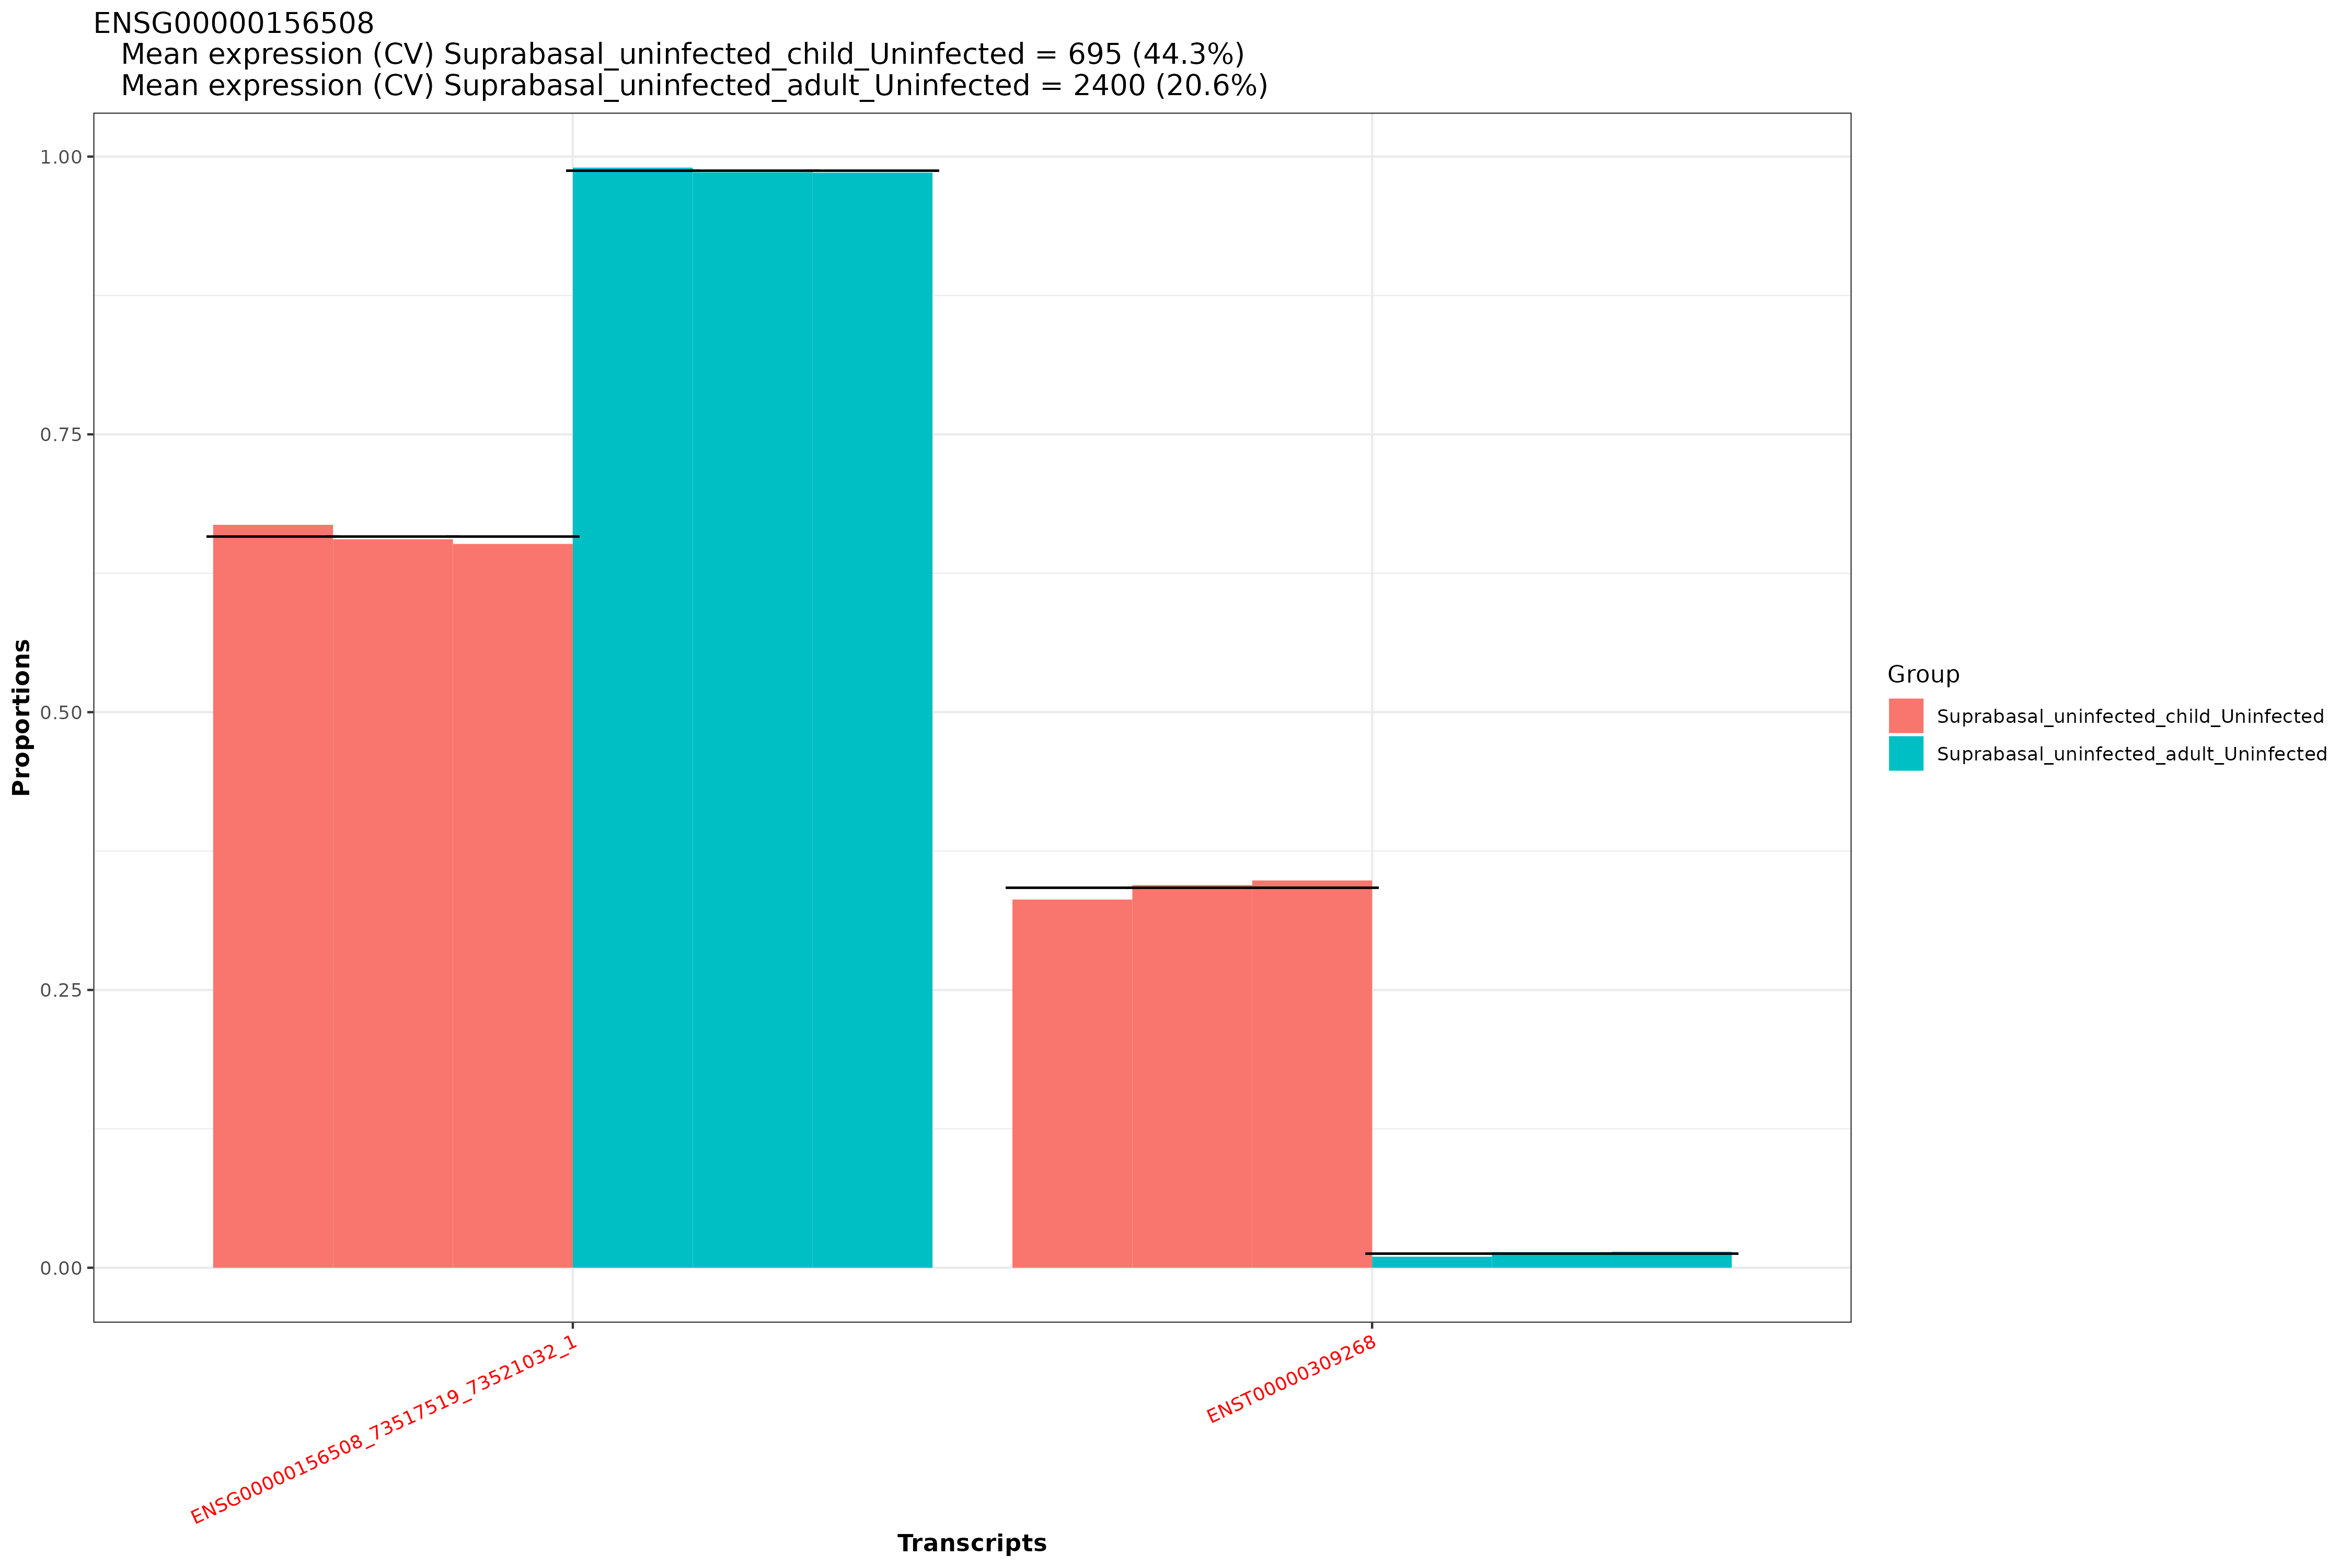 ENSG00000156508
Mean expression (CV) Suprabasal_uninfected_child_Uninfected = 695 (44.3%)
Mean expression (CV) Suprabasal_uninfected_adult_Uninfected = 2400 (20.6%)
1.00
0.75
0.50
0.25
0.00
Proportions
ENSG00000156508_73517519_73521032_1
ENST00000309268
Transcripts
Group
Suprabasal_uninfected_child_Uninfected
Suprabasal_uninfected_adult_Uninfected